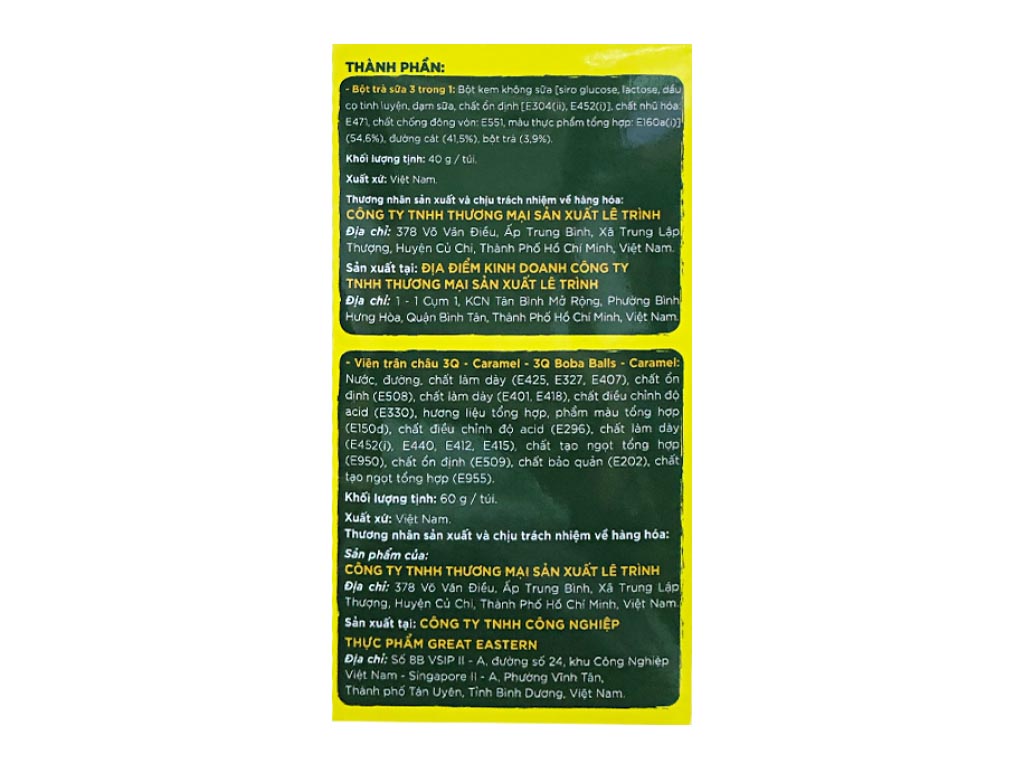 THÀNH PHẦN:
- Bột trà sữa 3 trong 1: Bột kem không sữa [siro glucose, lactose, dầu
cọ tinh luyện, đạm sữa, chất ổn định [E304(ii), E452(i)], chất nhũ hóa:
E471, chất chống đông vón: E551, màu thực phẩm tổng hợp: E160a(i)]
(54,6%), đường cát (41,5%), bột trà (3,9%).
Khối lượng tịnh: 40 g / túi.
Xuất xứ: Việt Nam.
Thương nhân sản xuất và chịu trách nhiệm về hàng hóa:
CÔNG TY TNHH THƯƠNG MẠI SẢN XUẤT LÊ TRÌNH
Địa chỉ: 378 Võ Văn Điều, Ấp Trung Bình, Xã Trung Lập
Thượng, Huyện Củ Chi, Thành Phố Hồ Chí Minh, Việt Nam.
Sản xuất tại: ĐỊA ĐIỂM KINH DOANH CÔNG TY
TNHH THƯƠNG MẠI SẢN XUẤT LÊ TRÌNH
Địa chỉ: 1 - 1 Cụm 1, KCN Tân Bình Mở Rộng, Phường Bình
Hưng Hòa, Quận Bình Tân, Thành Phố Hồ Chí Minh, Việt Nam.
- Viên trân châu 3Q - Caramel - 3Q Boba Balls - Caramel:
Nước, đường, chất làm dày (E425, E327, E407), chất ổn
định (E508), chất làm dày (E401, E418), chất điều chỉnh độ
acid (E330), hương liệu tổng hợp, phẩm màu tổng hợp
(E150d), chất điều chỉnh độ acid (E296), chất làm dày
(E452(i), E440, E412, E415), chất tạo ngọt tổng hợp
(E950), chất ổn định (E509), chất bảo quản (E202), chất
tạo ngọt tổng hợp (E955).
Khối lượng tịnh: 60 g / túi.
Xuất xứ: Việt Nam.
Thương nhân sản xuất và chịu trách nhiệm về hàng hóa:
Sản phẩm của:
CÔNG TY TNHH THƯƠNG MẠI SẢN XUẤT LÊ TRÌNH
Địa chỉ: 378 Võ Văn Điều, Ấp Trung Bình, Xã Trung Lập
Thượng, Huyện Củ Chi, Thành Phố Hồ Chí Minh, Việt Nam.
Sản xuất tại: CÔNG TY TNHH CÔNG NGHIỆP
THỰC PHẨM GREAT EASTERN
Địa chỉ: Số 8B VSIP II - A, đường số 24, khu Công Nghiệp
Việt Nam - Singapore II - A, Phường Vĩnh Tân,
Thành phố Tân Uyên, Tỉnh Bình Dương, Việt Nam.